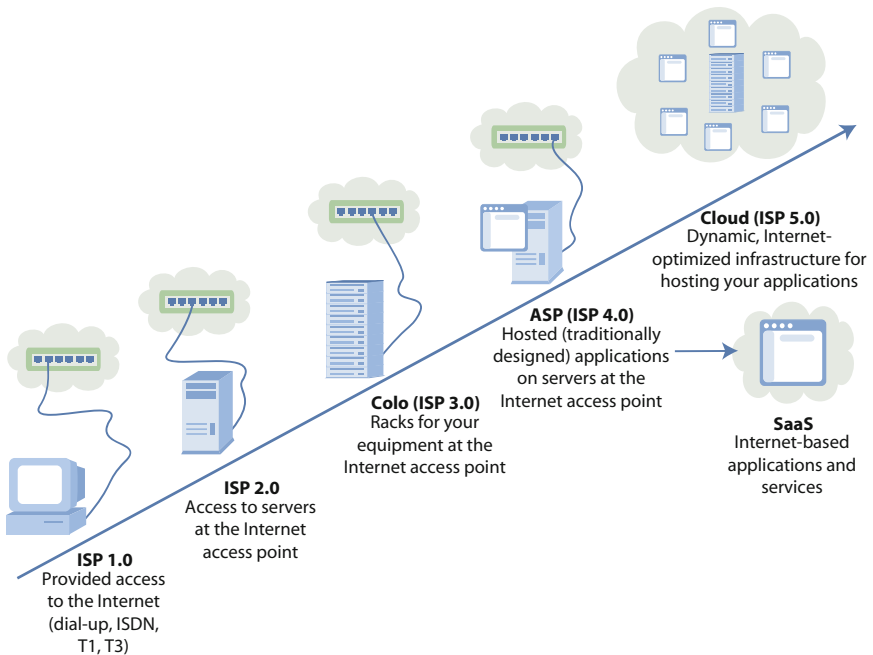 ISP 1.0
Provided access
to the Internet
(dial-up, ISDN,
T1, T3)
ISP 2.0
Access to servers
at the Internet
access point
Colo (ISP 3.0)
Racks for your
equipment at the
Internet access point
ASP (ISP 4.0)
Hosted (traditionally
designed) applications
on servers at the
Internet access point
Cloud (ISP 5.0)
Dynamic, Internet-
optimized infrastructure for
hosting your applications
SaaS
Internet-based
applications and
services